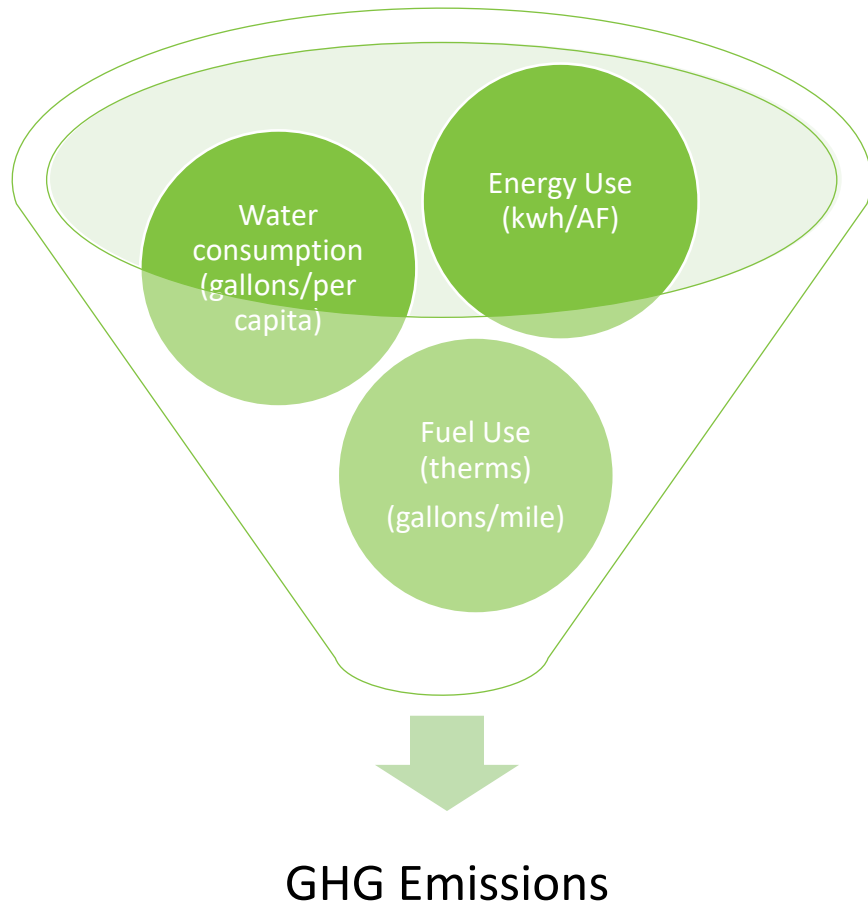 Water
consumption
(gallons/per
capita)
Energy Use
(kwh/AF)
Fuel Use
(therms)
(gallons/mile)
GHG Emissions